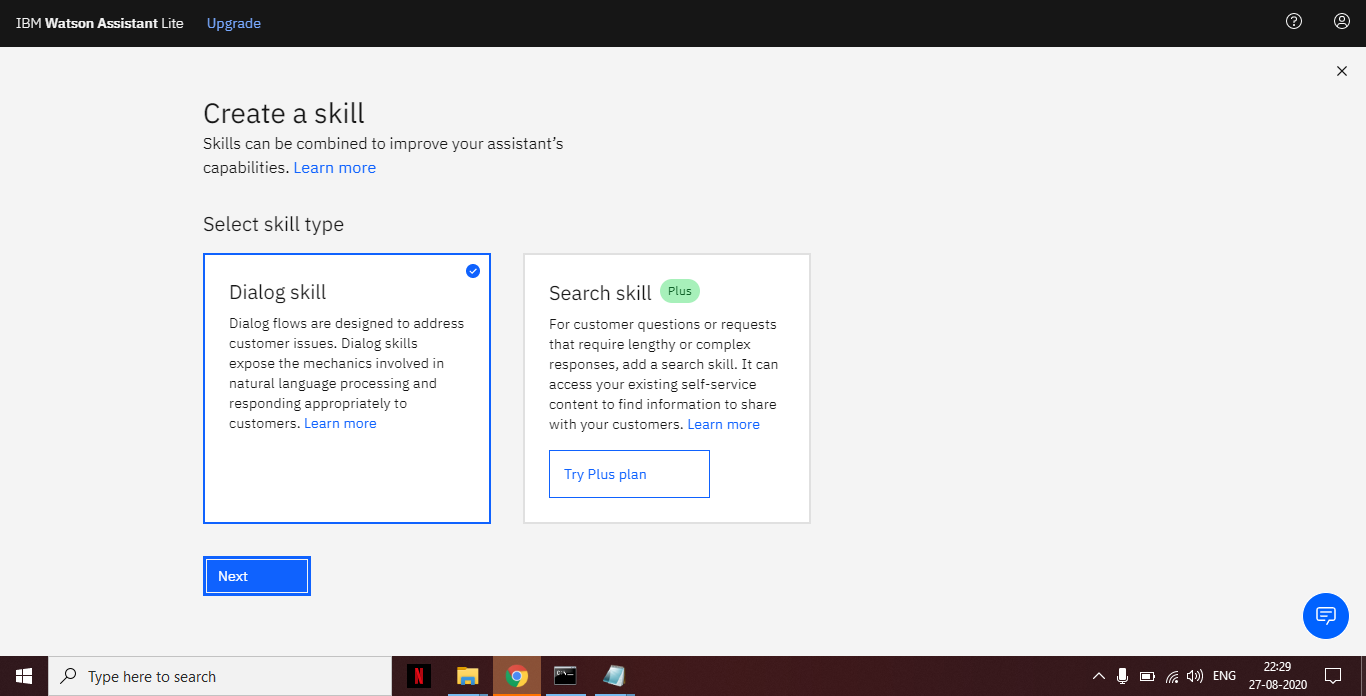 IBM Watson Assistant Lite Upgrade
Create a skill
Skills can be combined to improve your assistant’s
capabilities. Learn more
Select skill type
Dialog skill
Dialog flows are designed to address
customer issues. Dialog skills
expose the mechanics involved in
natural language processing and
responding appropriately to
customers. Learn more
Search skill Plus
For customer questions or requests
that require lengthy or complex
responses, add a search skill. It can
access your existing self-service
content to find information to share
with your customers. Learn more
Try Plus plan
Next
Type here to search
N
ENG
22:29
27-08-2020